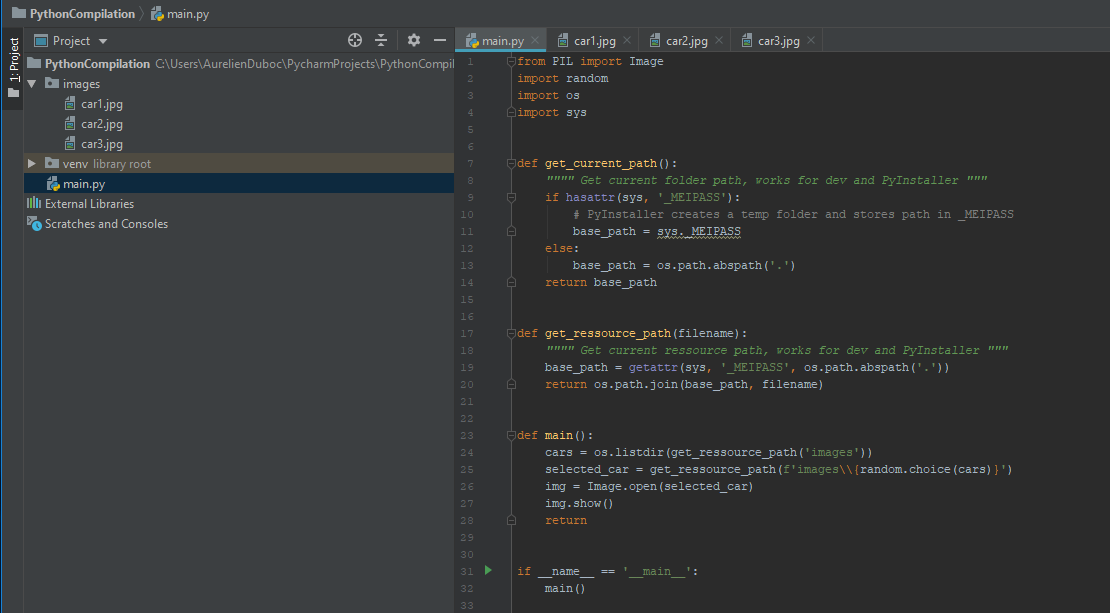 PythonCompilation main.py
1: Project
Project
PythonCompilation C:\Users\AurelienDuboc\PycharmProjects\PythonCompil
images
car1.jpg
car2.jpg
car3.jpg
venv library root
main.py
External Libraries
Scratches and Consoles
main.py car1.jpg car2.jpg car3.jpg
1 from PIL import Image
2 import random
3 import os
4 import sys
5
6
7 def get_current_path():
8     """" Get current folder path, works for dev and PyInstaller """
9     if hasattr(sys, '_MEIPASS'):
10         # PyInstaller creates a temp folder and stores path in _MEIPASS
11         base_path = sys._MEIPASS
12     else:
13         base_path = os.path.abspath('.')
14     return base_path
15
16
17 def get_ressource_path(filename):
18     """" Get current ressource path, works for dev and PyInstaller """
19     base_path = getattr(sys, '_MEIPASS', os.path.abspath('.'))
20     return os.path.join(base_path, filename)
21
22
23 def main():
24     cars = os.listdir(get_ressource_path('images'))
25     selected_car = get_ressource_path(f'images\\{random.choice(cars)}')
26     img = Image.open(selected_car)
27     img.show()
28     return
29
30
31 if __name__ == '__main__':
32     main()
33